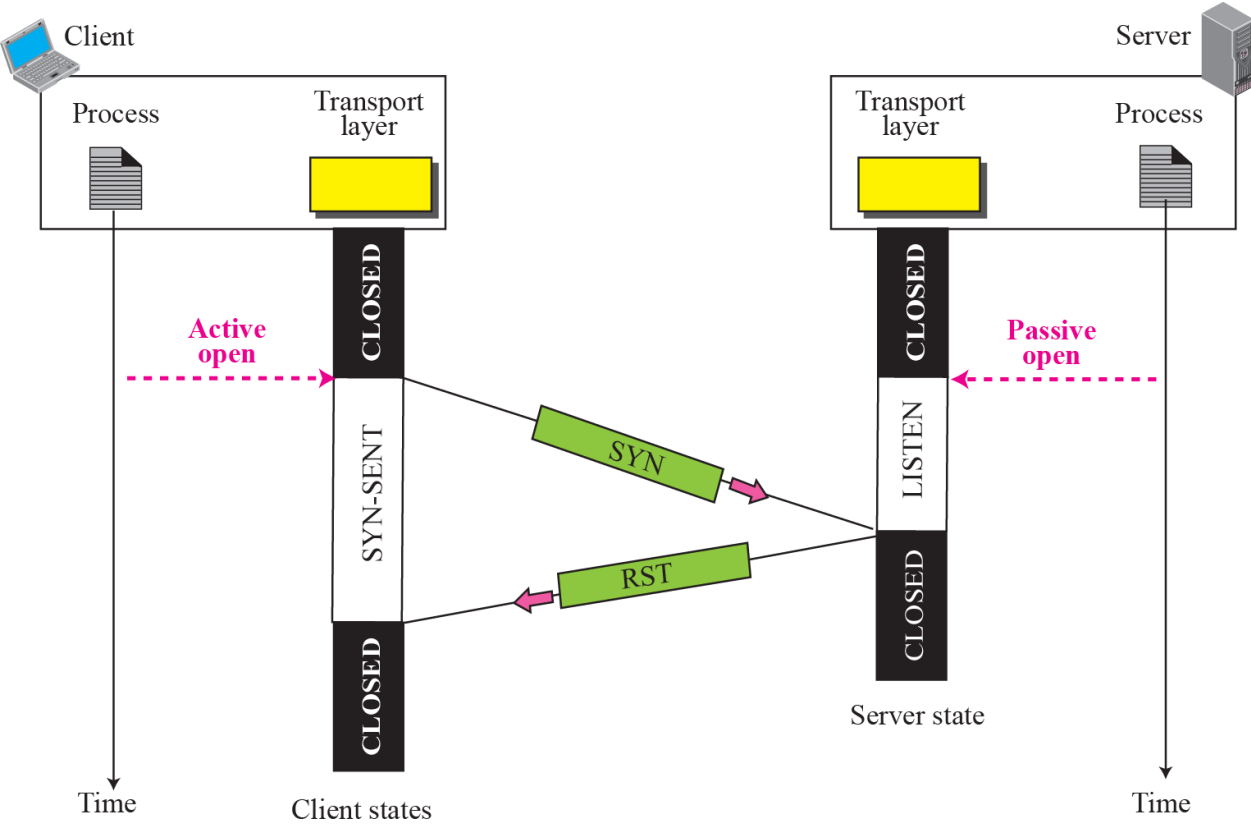 Client
Server
Process
Transport
layer
Transport
layer
Process
CLOSED
CLOSED
Active
open
Passive
open
SYN-SENT
SYN
LISTEN
RST
CLOSED
CLOSED
Server state
Time
Client states
Time